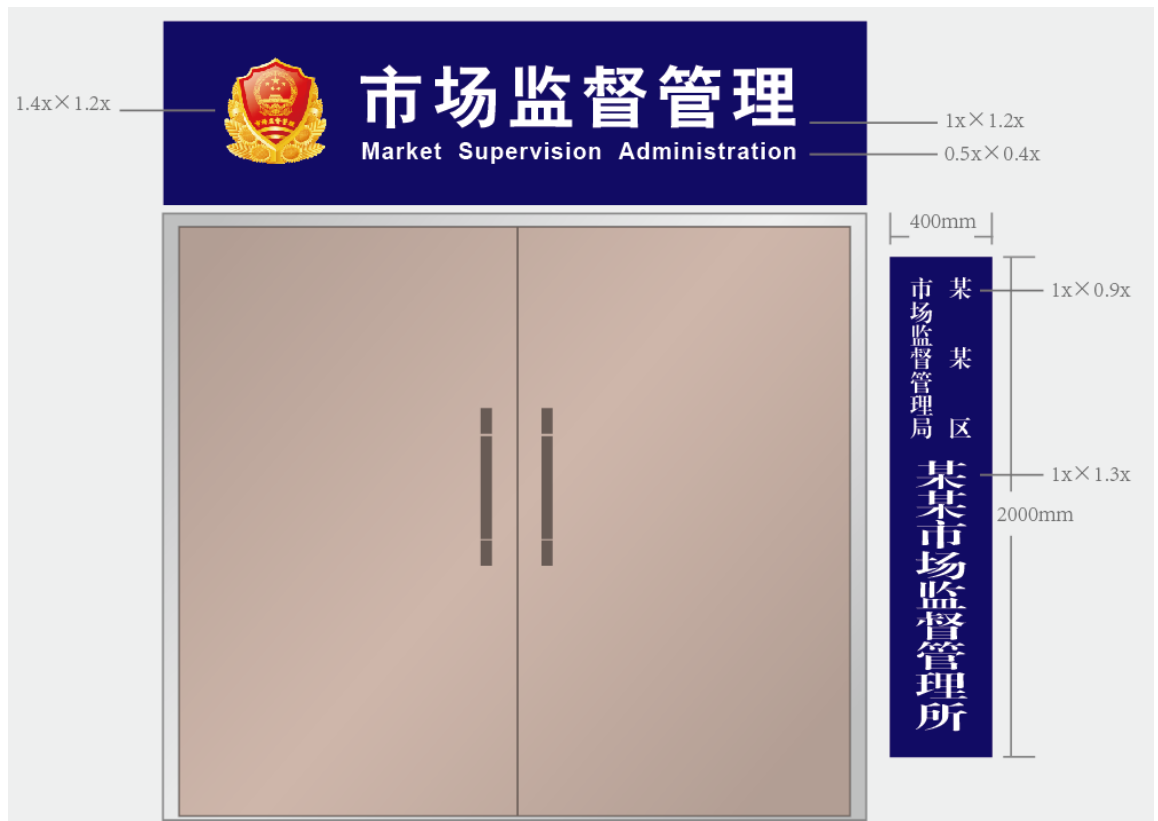 市场监督管理
Market Supervision Administration
1.4x×1.2x
1x×1.2x
0.5x×0.4x
400mm
某某区
市场监督管理局
某某市场监督管理所
1x×0.9x
1x×1.3x
2000mm